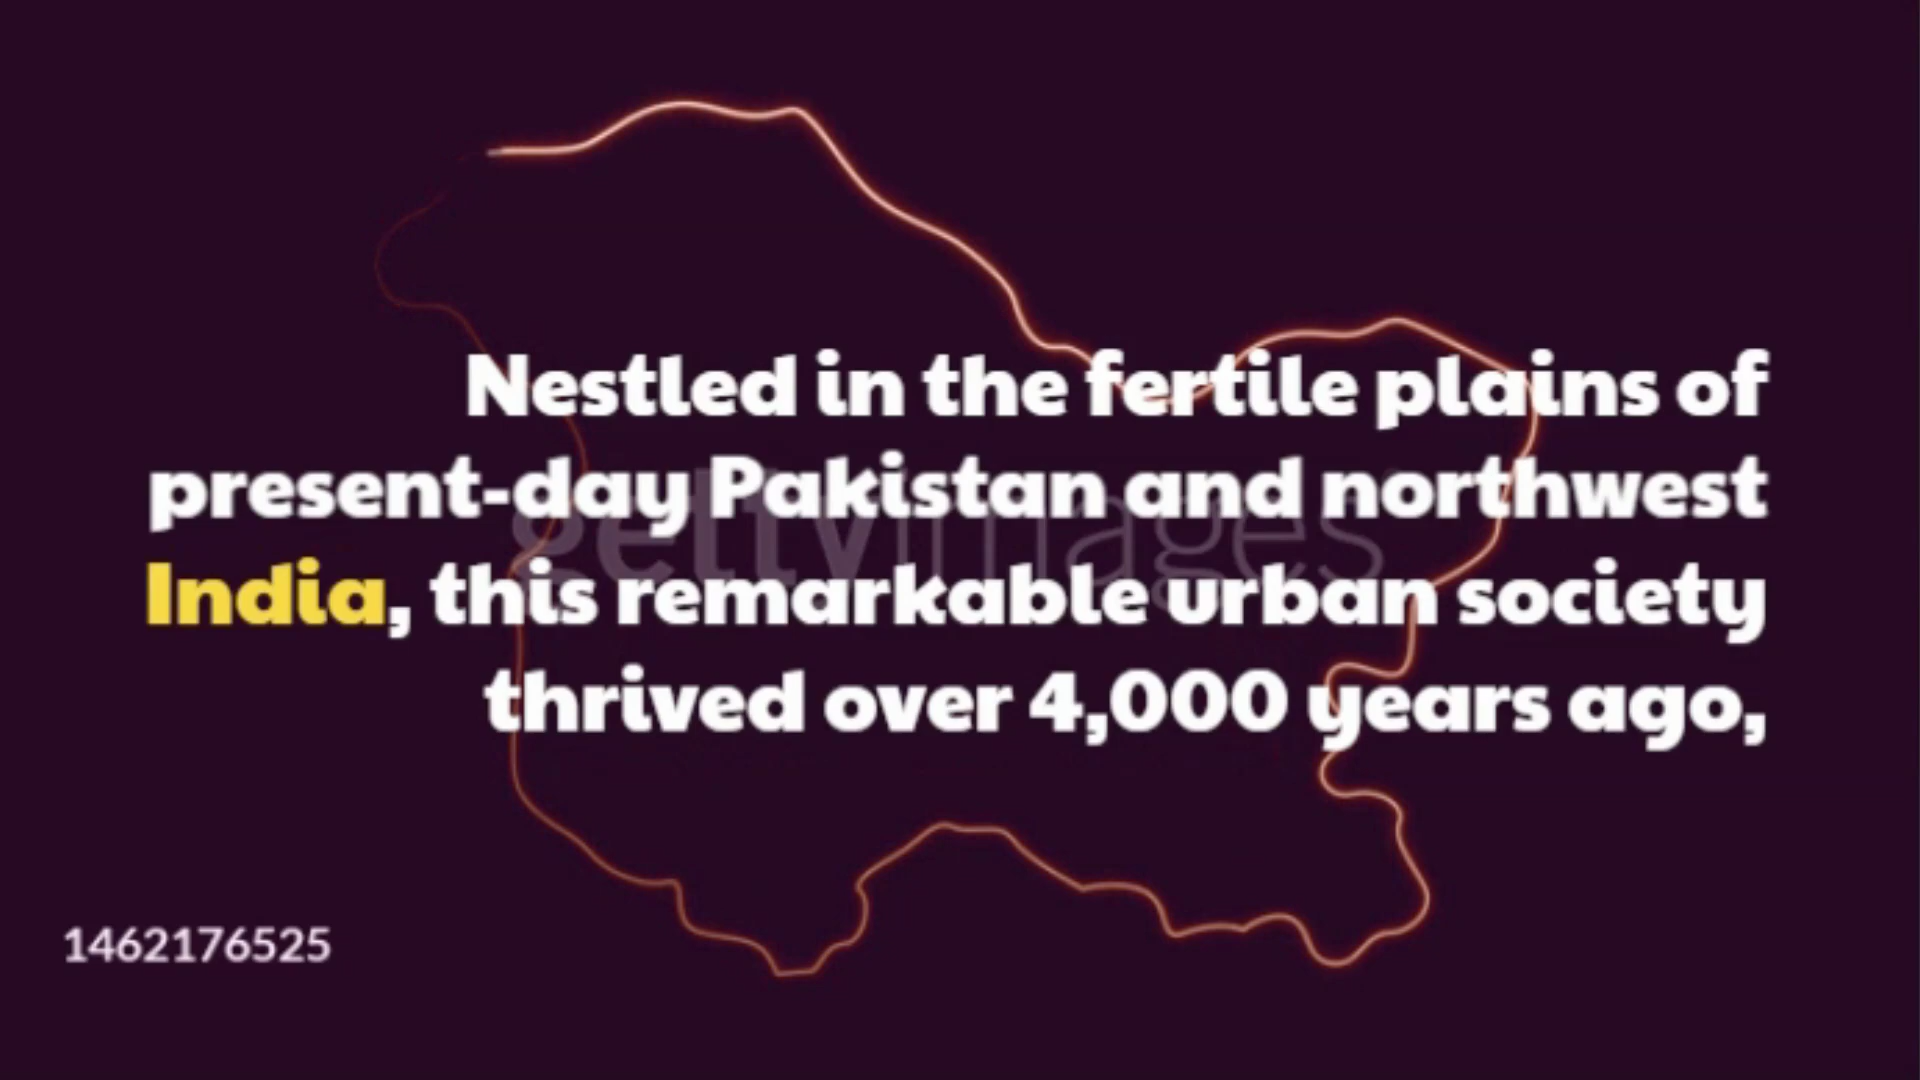 Nestled in the fertile plains of
present-day Pakistan and northwest
India, this remarkable urban society
thrived over 4,000 years ago,
gettyimages
1462176525